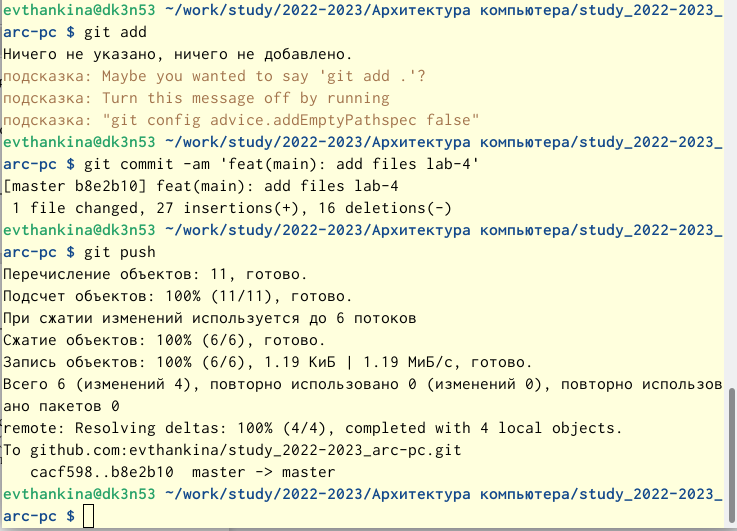 evthankina@dk3n53 ~/work/study/2022-2023/Архитектура компьютера/study_2022-2023_
arc-pc $ git add
Ничего не указано, ничего не добавлено.
подсказка: Maybe you wanted to say 'git add .'?
подсказка: Turn this message off by running
подсказка: "git config advice.addEmptyPathspec false"
evthankina@dk3n53 ~/work/study/2022-2023/Архитектура компьютера/study_2022-2023_
arc-pc $ git commit -am 'feat(main): add files lab-4'
[master b8e2b10] feat(main): add files lab-4
1 file changed, 27 insertions(+), 16 deletions(-)
evthankina@dk3n53 ~/work/study/2022-2023/Архитектура компьютера/study_2022-2023_
arc-pc $ git push
Перечисление объектов: 11, готово.
Подсчет объектов: 100% (11/11), готово.
При сжатии изменений используется до 6 потоков
Сжатие объектов: 100% (6/6), готово.
Запись объектов: 100% (6/6), 1.19 КиБ | 1.19 МиБ/с, готово.
Всего 6 (изменений 4), повторно использовано 0 (изменений 0), повторно использов
ано пакетов 0
remote: Resolving deltas: 100% (4/4), completed with 4 local objects.
To github.com:evthankina/study_2022-2023_arc-pc.git
cacf598..b8e2b10  master -> master
evthankina@dk3n53 ~/work/study/2022-2023/Архитектура компьютера/study_2022-2023_
arc-pc $